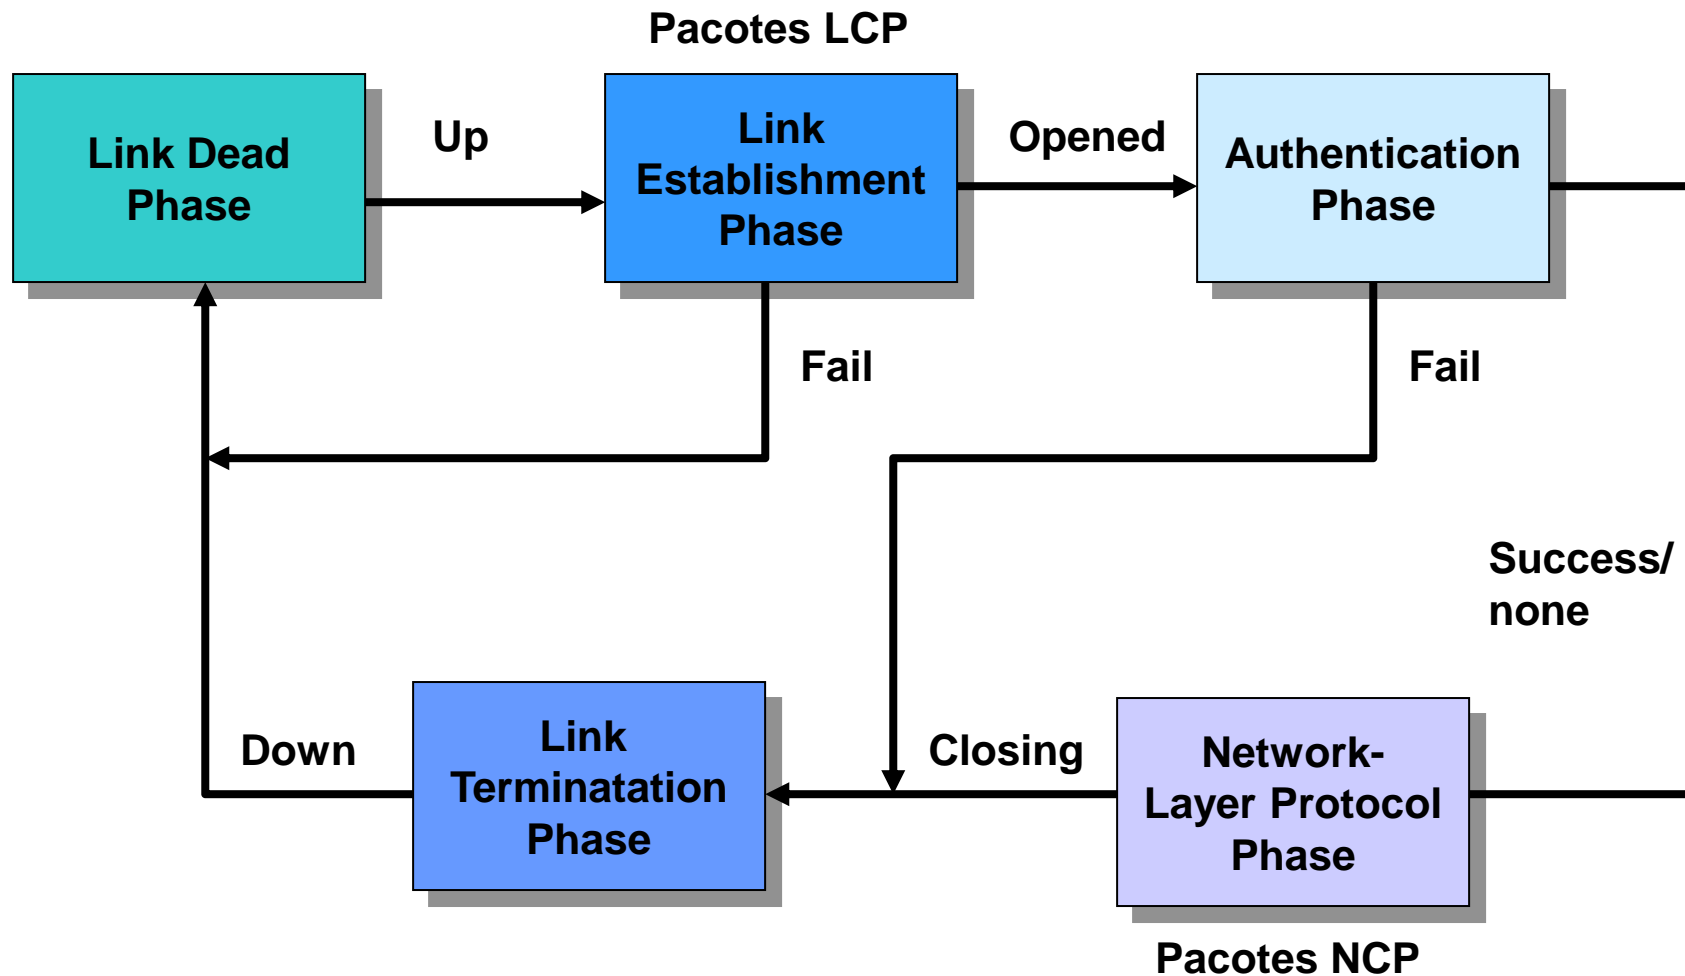 Pacotes LCP
Link Dead
Phase
Up
Link
Establishment
Phase
Opened
Authentication
Phase
Fail
Fail
Success/
none
Down
Link
Terminatation
Phase
Closing
Network-
Layer Protocol
Phase
Pacotes NCP